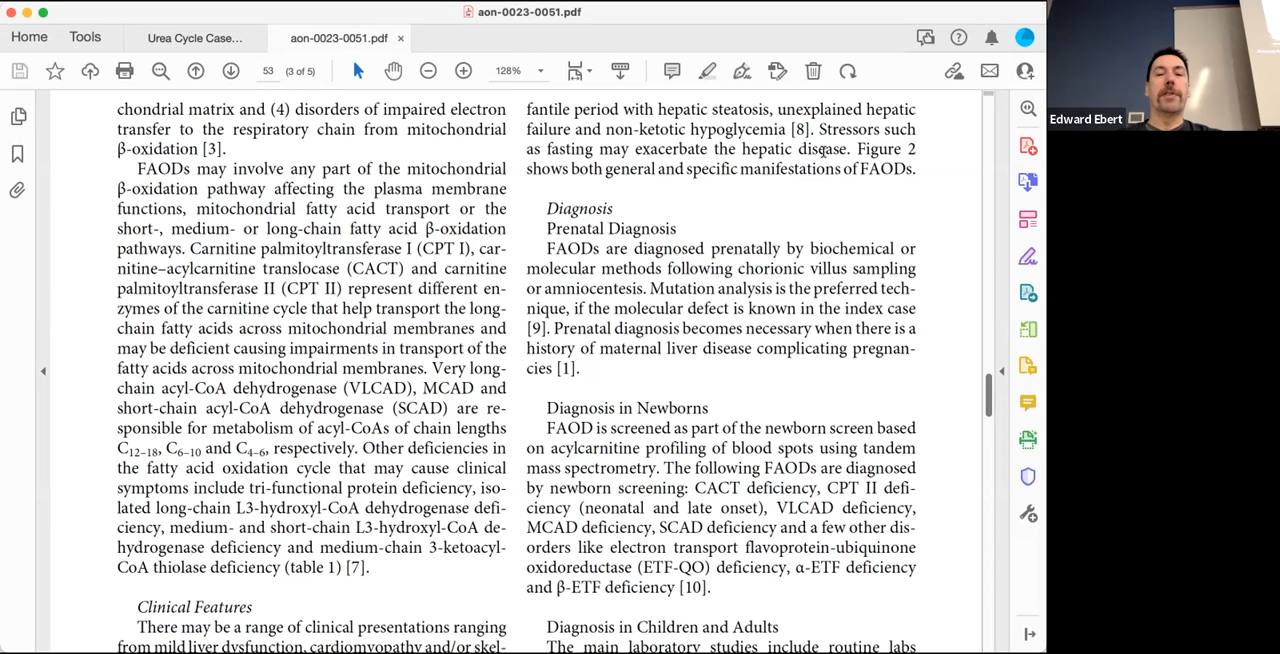 aon-0023-0051.pdf
Home Tools Urea Cycle Case... aon-0023-0051.pdf ×
53 (3 of 5) 128%
Edward Ebert
chondrial matrix and (4) disorders of impaired elentron
transfer to the respiratory chain from mitochondrial
β-oxidation [3].
FAODs may involve any part of the mitochondrial
β-oxidation pathway affecting the plasma membrane
functions, mitochondrial fatty acid transport or the
short-, medium- or long-chain fatty acid β-oxidation
pathways. Carnitine palmitoyltransferase I (CPT I), car-
nitine–acylcarnitine translocase (CACT) and carnitine
palmitoyltransferase II (CPT II) represent different en-
zymes of the carnitine cycle that help transport the long-
chain fatty acids across mitochondrial membranes and
may be deficient causing impairments in transport of the
fatty acids across mitochondrial membranes. Very long-
chain acyl-CoA dehydrogenase (VLCAD), MCAD and
short-chain acyl-CoA dehydrogenase (SCAD) are re-
sponsible for metabolism of acyl-CoAs of chain lengths
C12–18, C6–10 and C4–6, respectively. Other deficiencies in
the fatty acid oxidation cycle that may cause clinical
symptoms include tri-functional protein deficiency, iso-
lated long-chain L3-hydroxyl-CoA dehydrogenase defi-
ciency, medium- and short-chain L3-hydroxyl-CoA de-
hydrogenase deficiency and medium-chain 3-ketoacyl-
CoA thiolase deficiency (table 1) [7].
Clinical Features
There may be a range of clinical presentations ranging
from mild liver dysfunction, cardiomyopathy and/or skel-
fantile period with hepatic steatosis, unexplained hepatic
failure and non-ketotic hypoglycemia [8]. Stressors such
as fasting may exacerbate the hepatic disease. Figure 2
shows both general and specific manifestations of FAODs.
Diagnosis
Prenatal Diagnosis
FAODs are diagnosed prenatally by biochemical or
molecular methods following chorionic villus sampling
or amniocentesis. Mutation analysis is the preferred tech-
nique, if the molecular defect is known in the index case
[9]. Prenatal diagnosis becomes necessary when there is a
history of maternal liver disease complicating pregnan-
cies [1].
Diagnosis in Newborns
FAOD is screened as part of the newborn screen based
on acylcarnitine profiling of blood spots using tandem
mass spectrometry. The following FAODs are diagnosed
by newborn screening: CACT deficiency, CPT II defi-
ciency (neonatal and late onset), VLCAD deficiency,
MCAD deficiency, SCAD deficiency and a few other dis-
orders like electron transport flavoprotein-ubiquinone
oxidoreductase (ETF-QO) deficiency, α-ETF deficiency
and β-ETF deficiency [10].
Diagnosis in Children and Adults
The main laboratory studies include routine labs